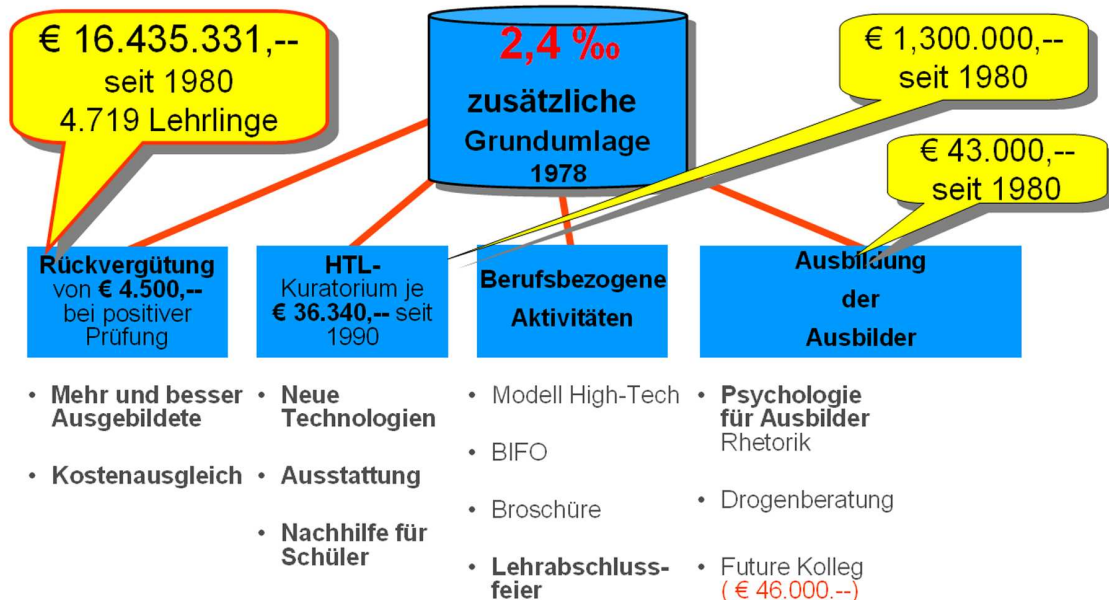 € 16.435.331,--
seit 1980
4.719 Lehrlinge
2,4 ‰
zusätzliche
Grundumlage
1978
€ 1,300.000,--
seit 1980
€ 43.000,--
seit 1980
Rückvergütung
von € 4.500,--
bei positiver
Prüfung
HTL-
Kuratorium je
€ 36.340,-- seit
1990
Berufsbezogene
Aktivitäten
Ausbildung
der
Ausbilder
• Mehr und besser
Ausgebildete
• Kostenausgleich
• Neue
Technologien
• Ausstattung
• Nachhilfe für
Schüler
• Modell High-Tech
• BIFO
• Broschüre
• Lehrabschluss-
feier
• Psychologie
für Ausbilder
Rhetorik
• Drogenberatung
• Future Kolleg
( € 46.000.--)